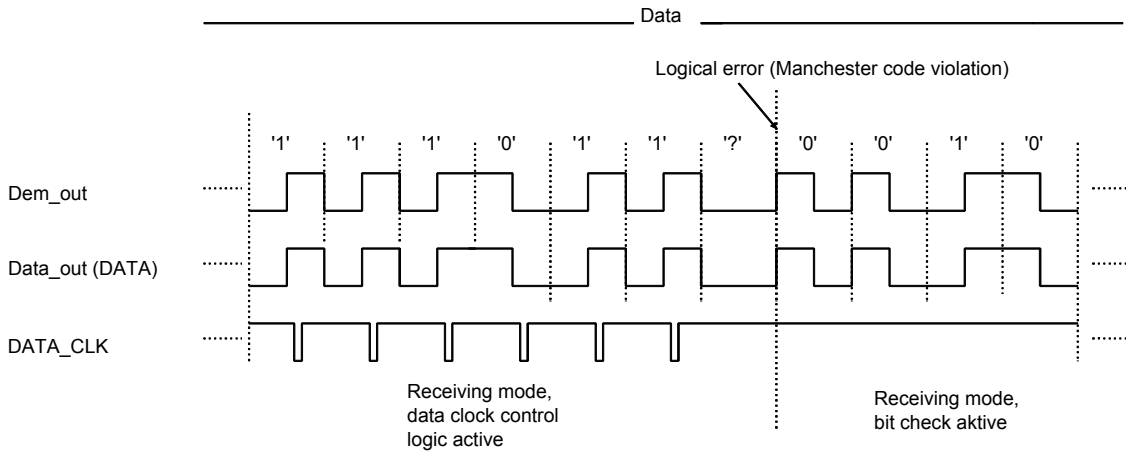 Data
Logical error (Manchester code violation)
'1' '1' '1' '0' '1' '1' '?' '0' '0' '1' '0'
Dem_out
Data_out (DATA)
DATA_CLK
Receiving mode,
data clock control
logic active
Receiving mode,
bit check aktive